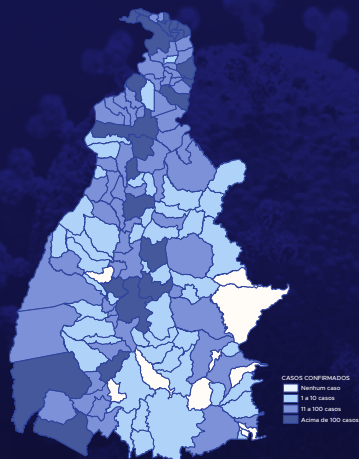 CASOS CONFIRMADOS
Nenhum caso
1 a 10 casos
11 a 100 casos
Acima de 100 casos